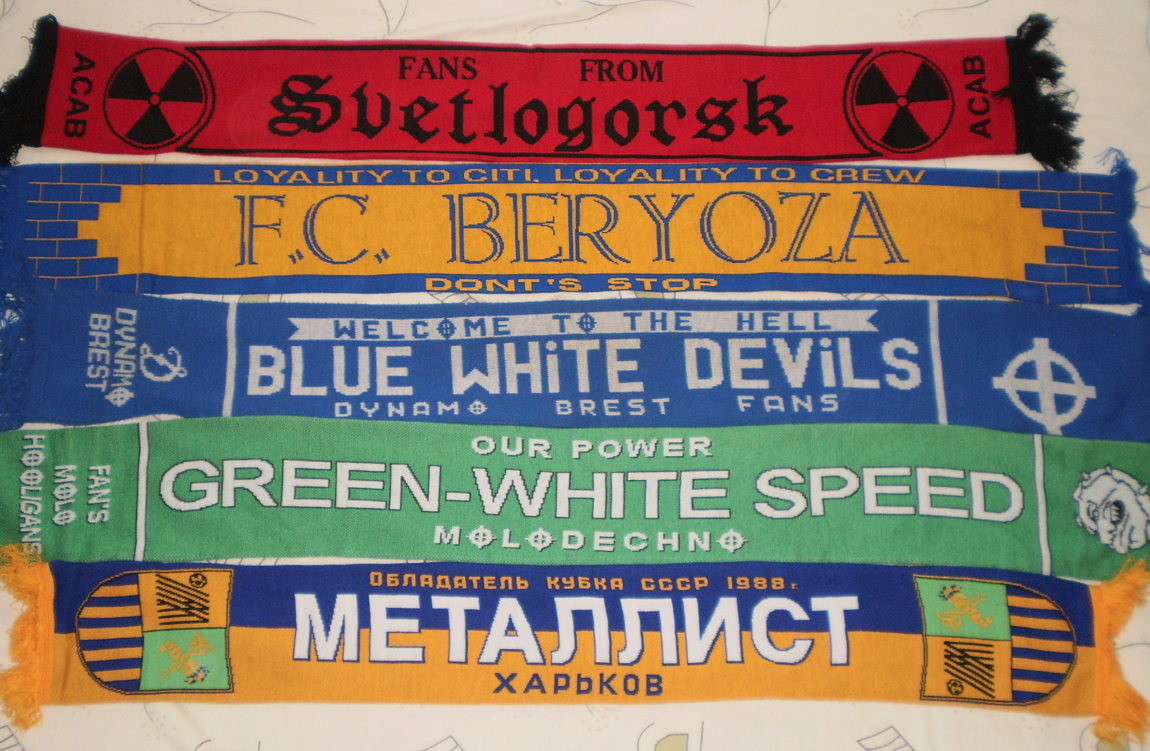 ACAB
FANS FROM
Svetlogorsk
ACAB
LOYALITY TO CITI, LOYALITY TO CREW
F.C. BERYOZA
DONT'S STOP
DYNAMO
BREST
D
WELCOME TO THE HELL
BLUE WHiTE DEViLS
DYNAMO BREST FANS
FAN'S
MOLO
HOOLIGANS
OUR POWER
GREEN-WHITE SPEED
MOLODECHNO
ОБЛАДАТЕЛЬ КУБКА СССР 1988г.
МЕТАЛЛИСТ
ХАРЬКОВ